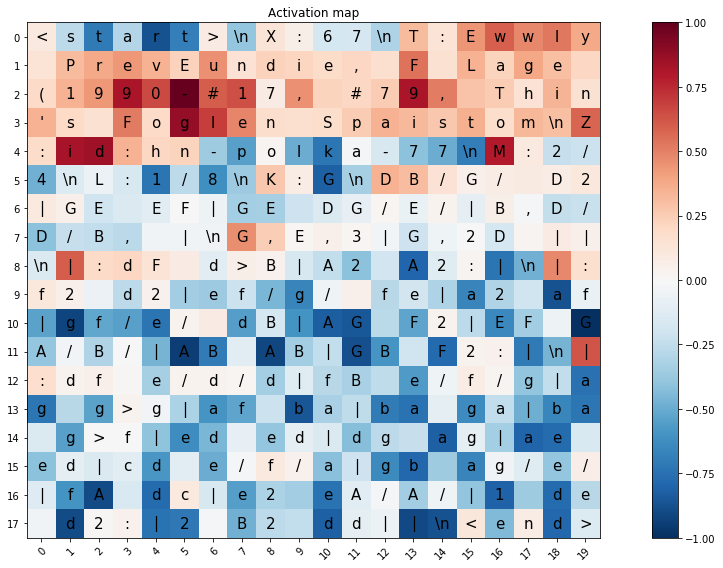 Activation map
0 < s t a r t > \n X : 6 7 \n T : E w w l y
1 P r e v E u n d i e , F L a g e
2 ( 1 9 9 0 - # 1 7 , # 7 9 , T h i n
3 ' s F o g l e n S p a i s t o m \n Z
4 : i d : h n - p o l k a - 7 7 \n M : 2 /
5 4 \n L : 1 / 8 \n K : G \n D B / G / D 2
6 | G E E F | G E D G / E / | B , D /
7 D / B , | \n G , E , 3 | G , 2 D | |
8 \n | : d F d > B | A 2 A 2 : | \n | :
9 f 2 d 2 | e f / g / f e | a 2 a f
10 | g f / e / d B | A G F 2 | E F G
11 A / B / | A B A B | G B F 2 : | \n |
12 : d f e / d / d | f B e / f / g | a
13 g g > g | a f b a | b a g a | b a
14 g > f | e d e d | d g a g | a e
15 e d | c d e / f / a | g b a g / e /
16 | f A d c | e 2 e A / A / | 1 d e
17 d 2 : | 2 B 2 d d | | \n < e n d >
0 1 2 3 4 5 6 7 8 9 10 11 12 13 14 15 16 17 18 19
1.00
0.75
0.50
0.25
0.00
−0.25
−0.50
−0.75
−1.00